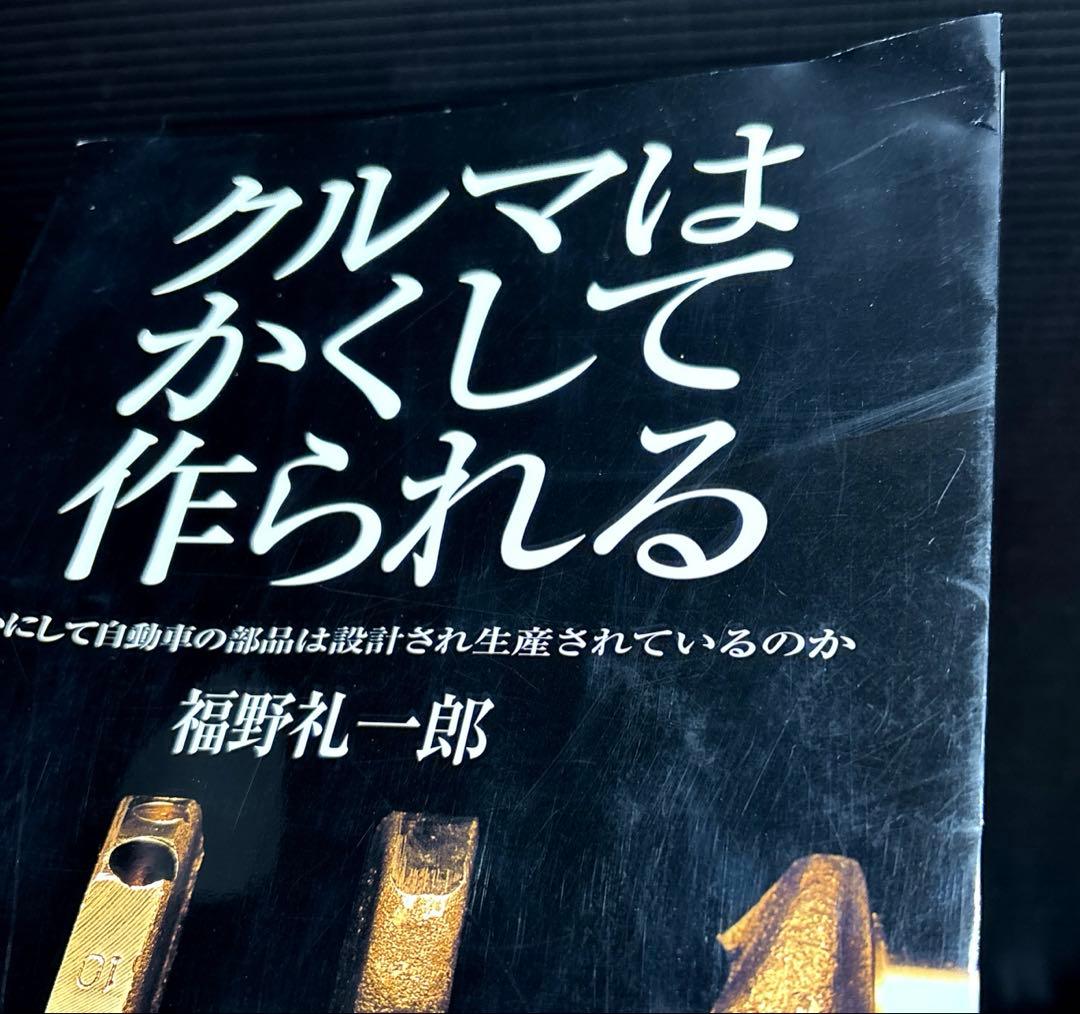 クルマは
かくして
作られる
にして自動車の部品は設計され生産されているのか
福野礼一郎
01